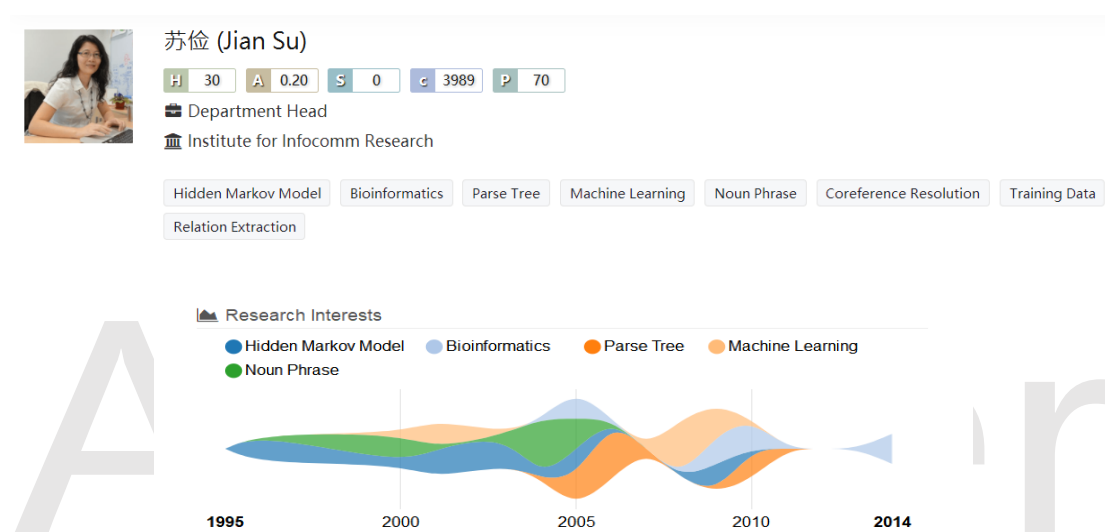 苏俭 (Jian Su)
H 30 A 0.20 S 0 c 3989 P 70
Department Head
Institute for Infocomm Research
Hidden Markov Model Bioinformatics Parse Tree Machine Learning Noun Phrase Coreference Resolution Training Data
Relation Extraction
Research Interests
Hidden Markov Model Bioinformatics Parse Tree Machine Learning
Noun Phrase
1995 2000 2005 2010 2014